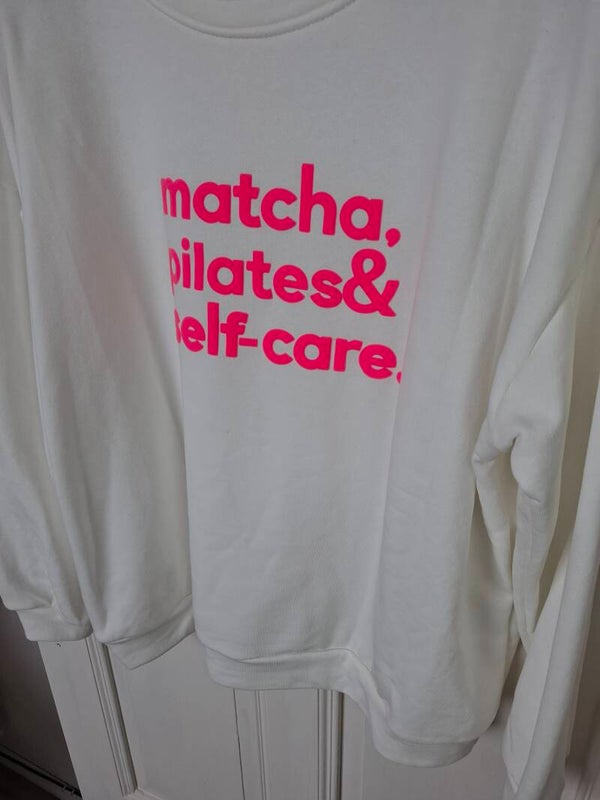 matcha,
pilates&
self-care.